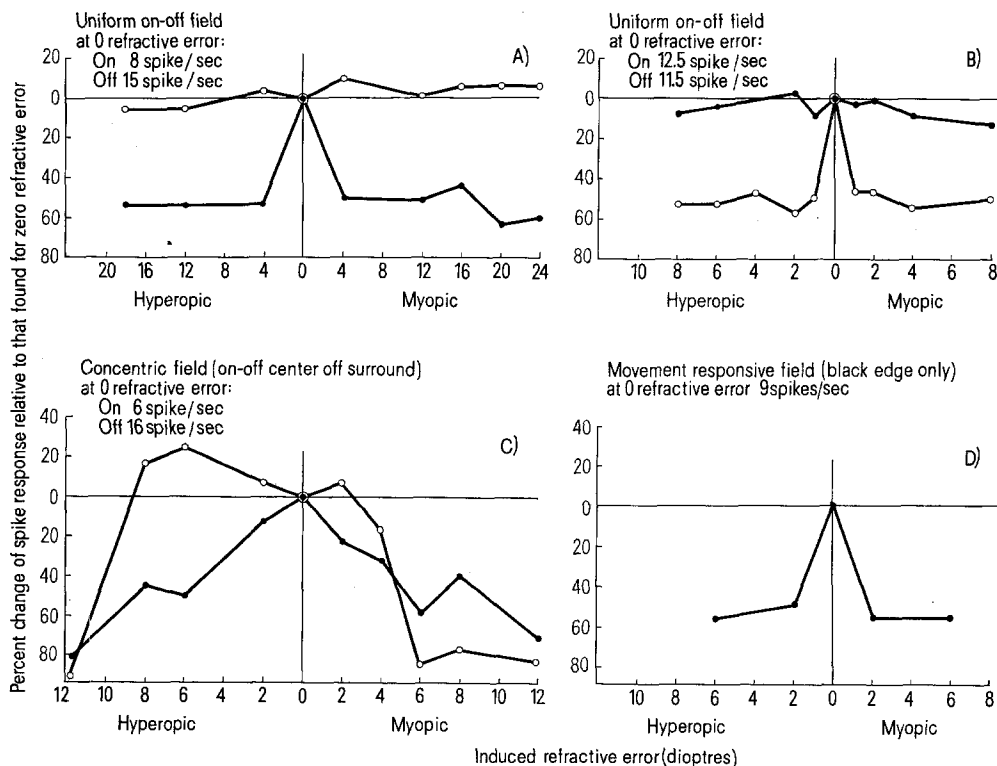 Uniform on-off field
at 0 refractive error:
On 8 spike/sec
Off 15 spike/sec
A)
20
0
20
40
60
80
20 16 12 8 4 0 4 8 12 16 20 24
Hyperopic Myopic
Uniform on-off field
at 0 refractive error:
On 12.5 spike/sec
Off 11.5 spike/sec
B)
20
0
20
40
60
80
10 8 6 4 2 0 2 4 6 8
Hyperopic Myopic
Percent change of spike response relative to that found for zero refractive error
Concentric field (on-off center off surround)
at 0 refractive error:
On 6 spike/sec
Off 16 spike/sec
C)
40
20
0
20
40
60
80
12 8 6 4 2 0 2 4 6 8 10 12
Hyperopic Myopic
Movement responsive field (black edge only)
at 0 refractive error 9 spikes/sec
D)
40
20
0
20
40
60
80
10 8 6 4 2 0 2 4 6 8
Hyperopic Myopic
Induced refractive error (dioptres)